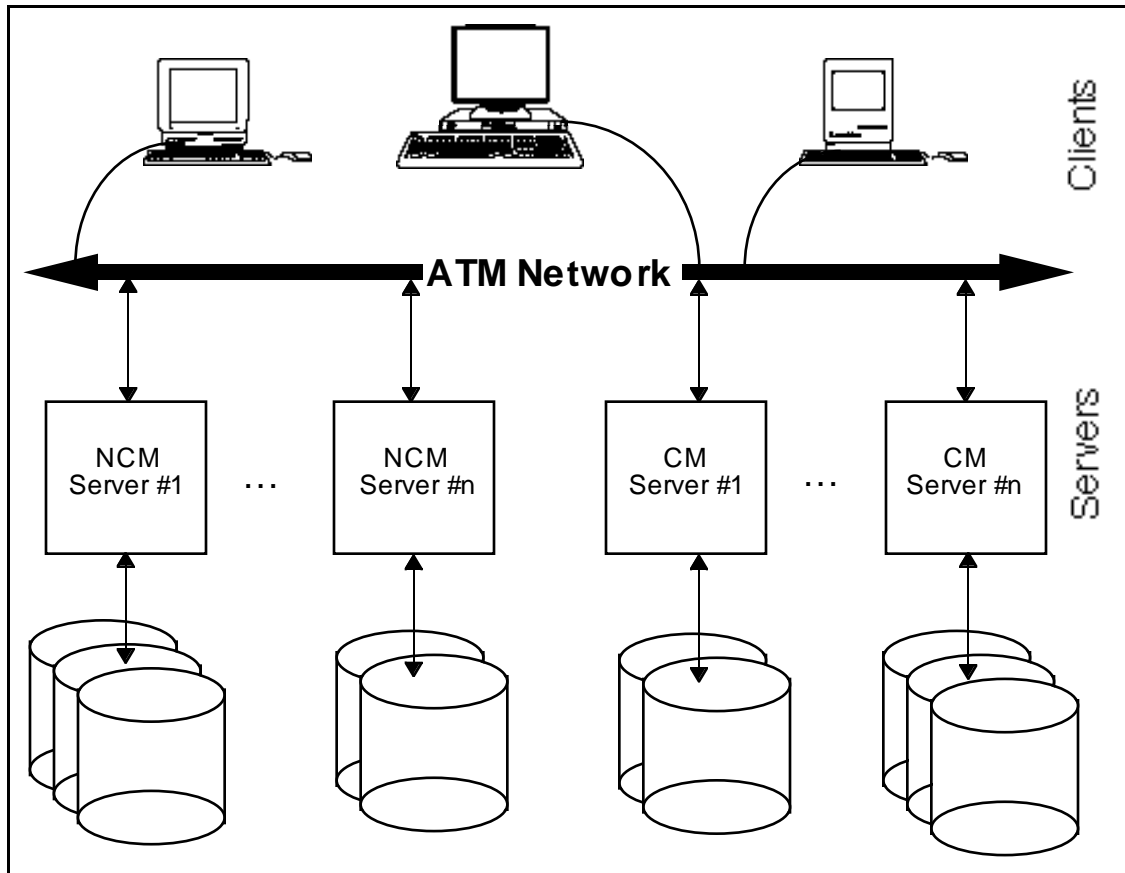 Clients
ATM Network
NCM
Server #1
...
NCM
Server #n
CM
Server #1
...
CM
Server #n
Servers